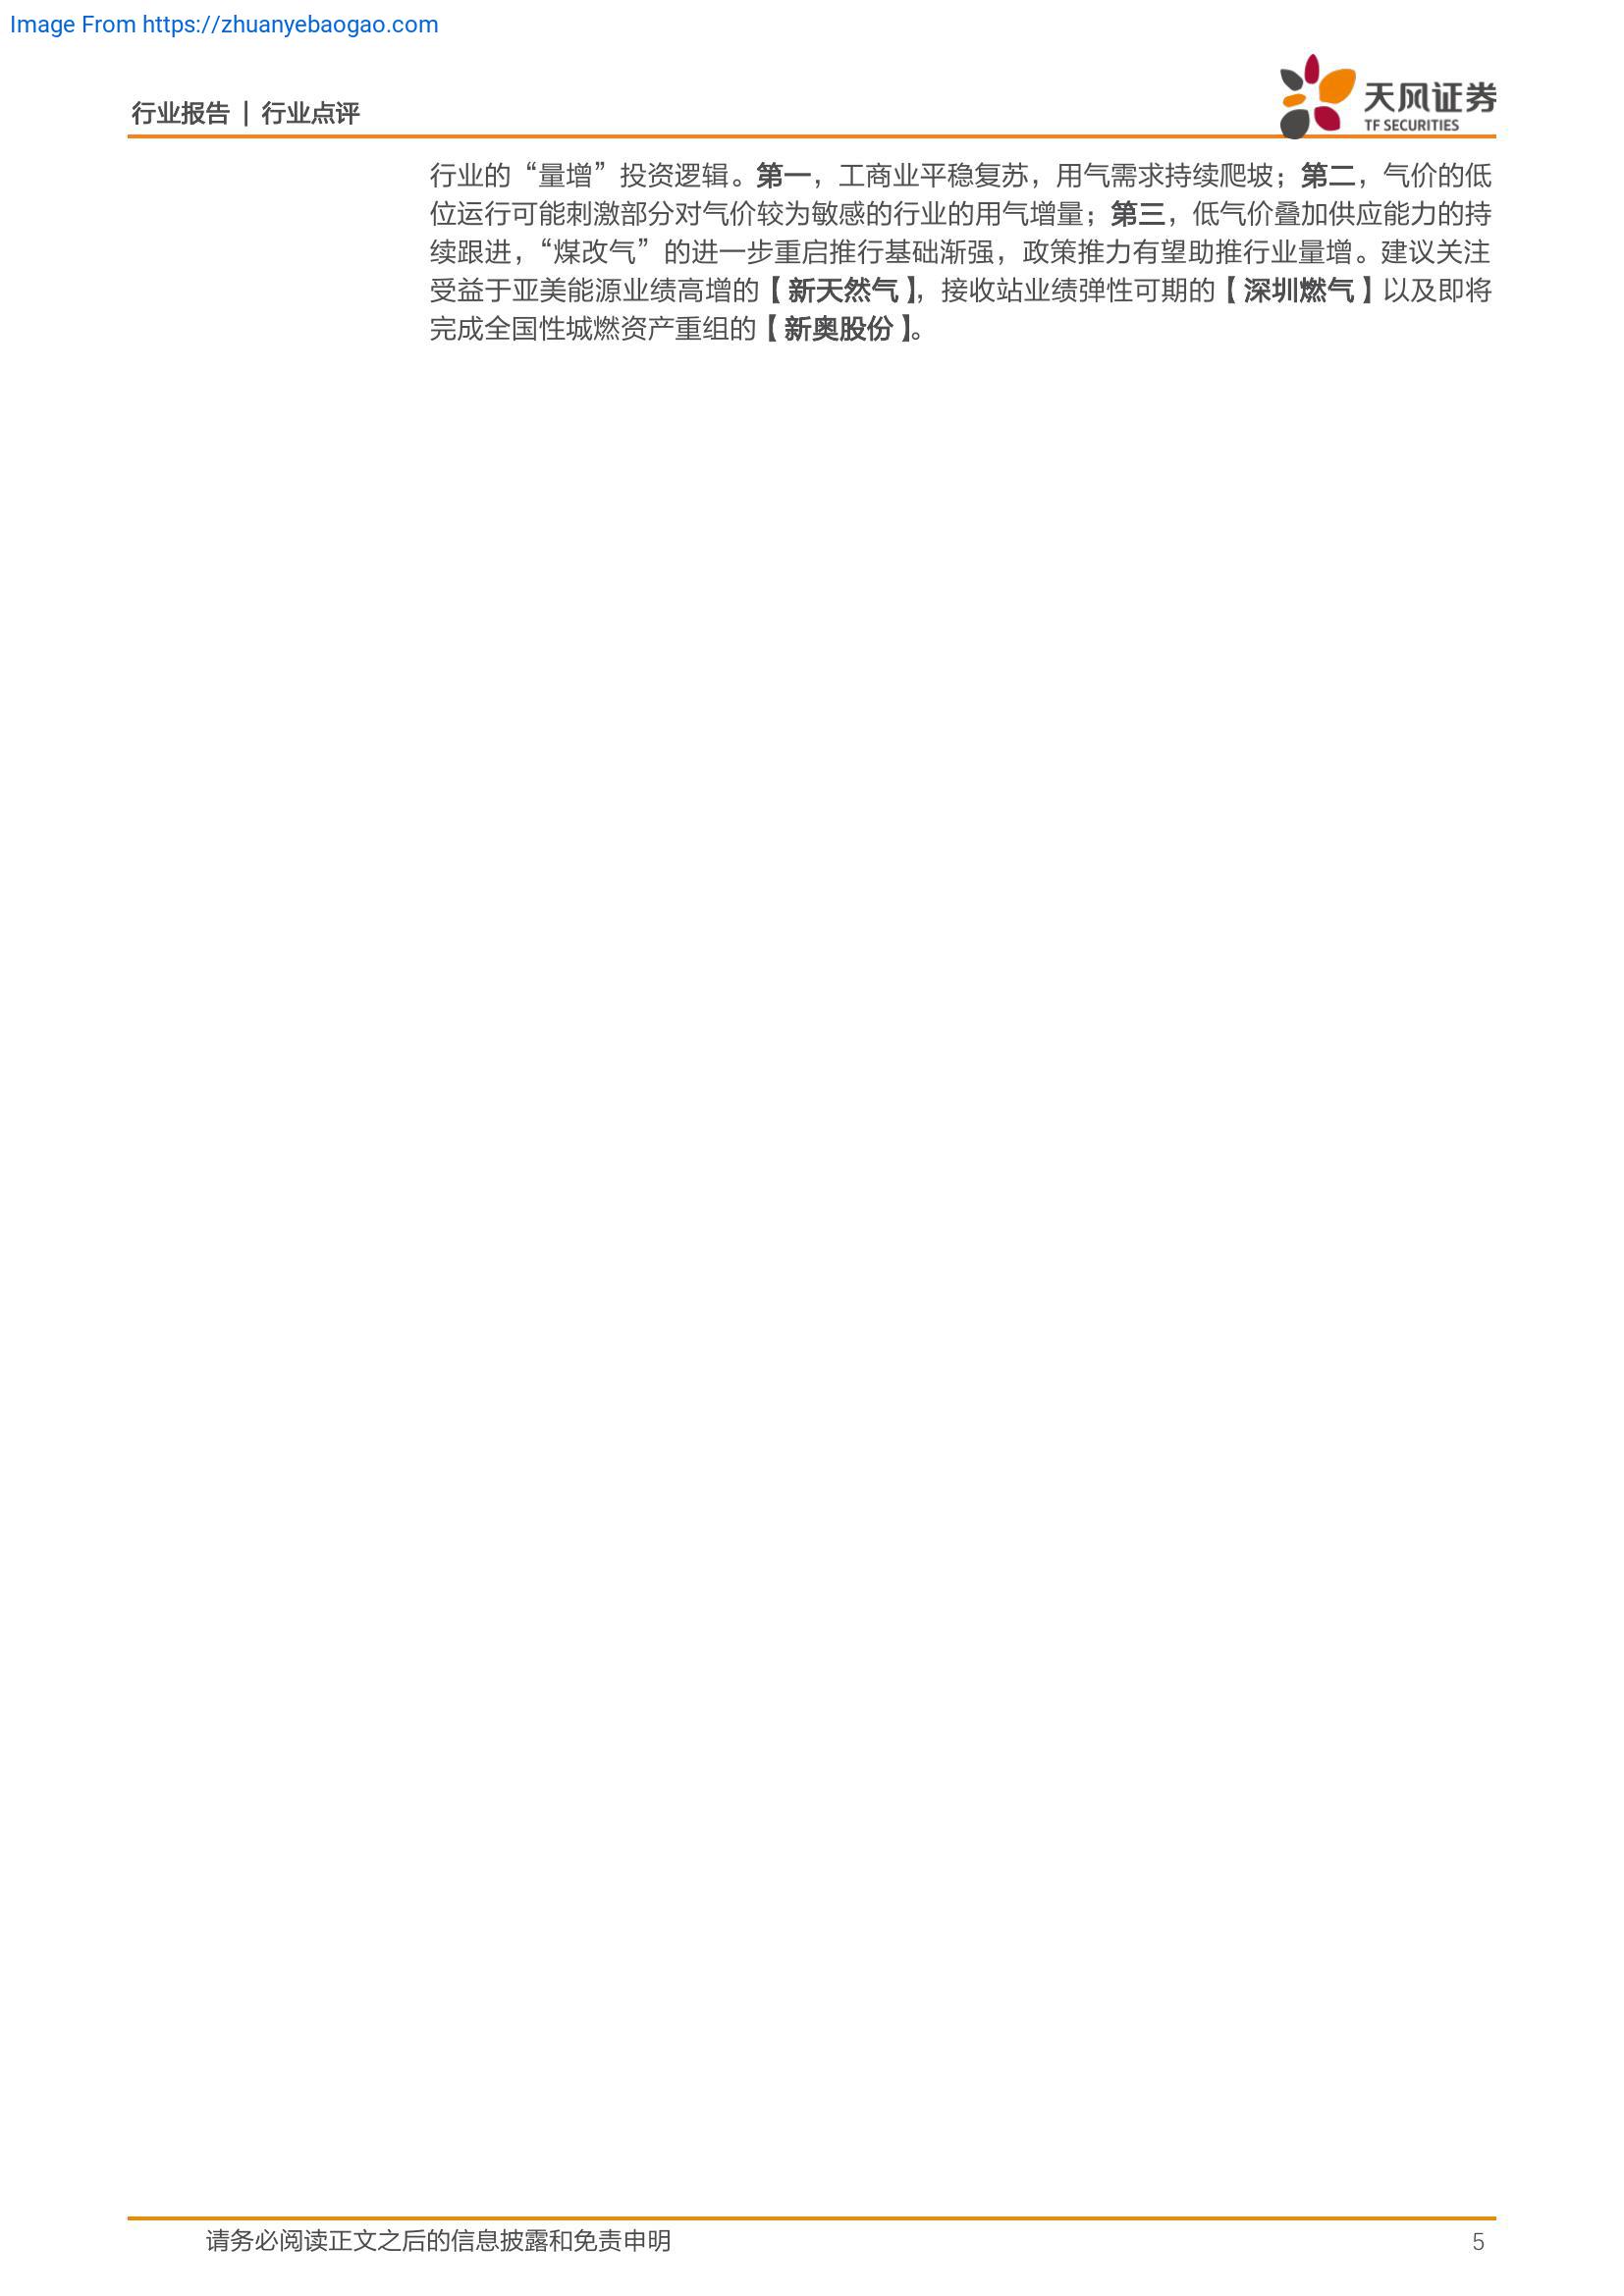 Image From https://zhuanyebaogao.com
行业报告 | 行业点评
天风证券
TF SECURITIES
行业的“量增”投资逻辑。第一，工商业平稳复苏，用气需求持续爬坡；第二，气价的低
位运行可能刺激部分对气价较为敏感的行业的用气增量；第三，低气价叠加供应能力的持
续跟进，“煤改气”的进一步重启推行基础渐强，政策推力有望助推行业量增。建议关注
受益于亚美能源业绩高增的【新天然气】，接收站业绩弹性可期的【深圳燃气】以及即将
完成全国性城燃资产重组的【新奥股份】。
请务必阅读正文之后的信息披露和免责申明
5